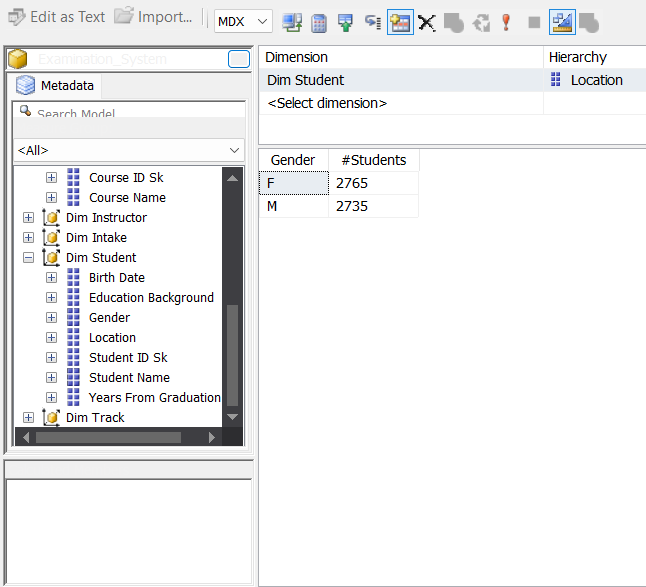 Edit as Text Import... MDX
Examination_System
Metadata
Search Model
<All>
Course ID Sk
Course Name
Dim Instructor
Dim Intake
Dim Student
Birth Date
Education Background
Gender
Location
Student ID Sk
Student Name
Years From Graduation
Dim Track
Dimension Hierarchy
Dim Student Location
<Select dimension>
Gender #Students
F 2765
M 2735